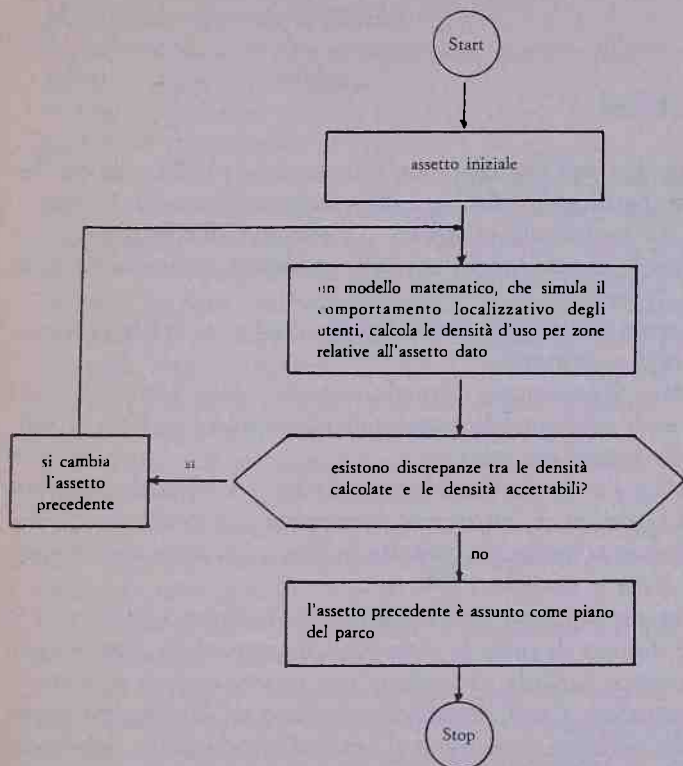 Start
assetto iniziale
un modello matematico, che simula il
comportamento localizzativo degli
utenti, calcola le densità d'uso per zone
relative all'assetto dato
si cambia
l'assetto
precedente
si
esistono discrepanze tra le densità
calcolate e le densità accettabili?
no
l'assetto precedente è assunto come piano
del parco
Stop